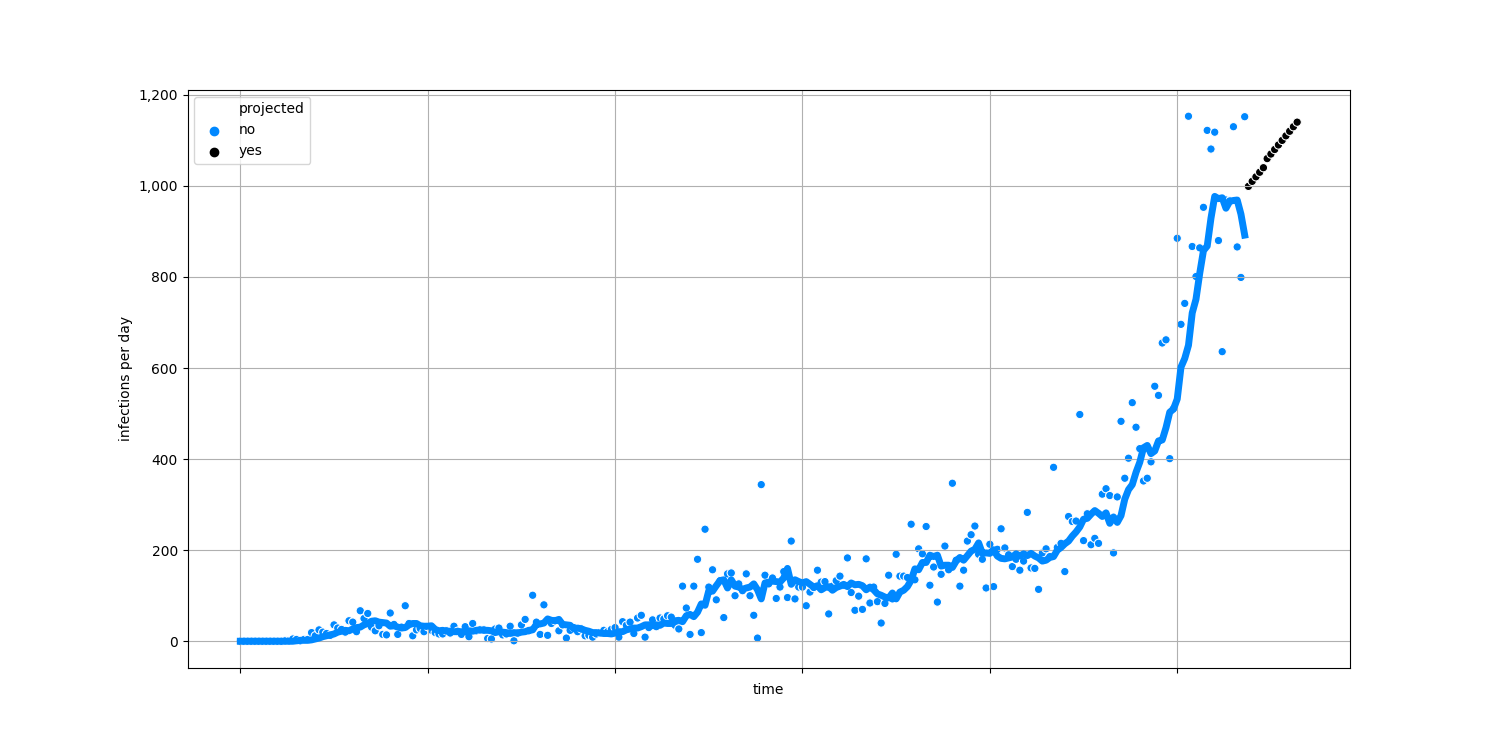 1,200
1,000
800
600
400
200
0
infections per day
time
projected
no
yes